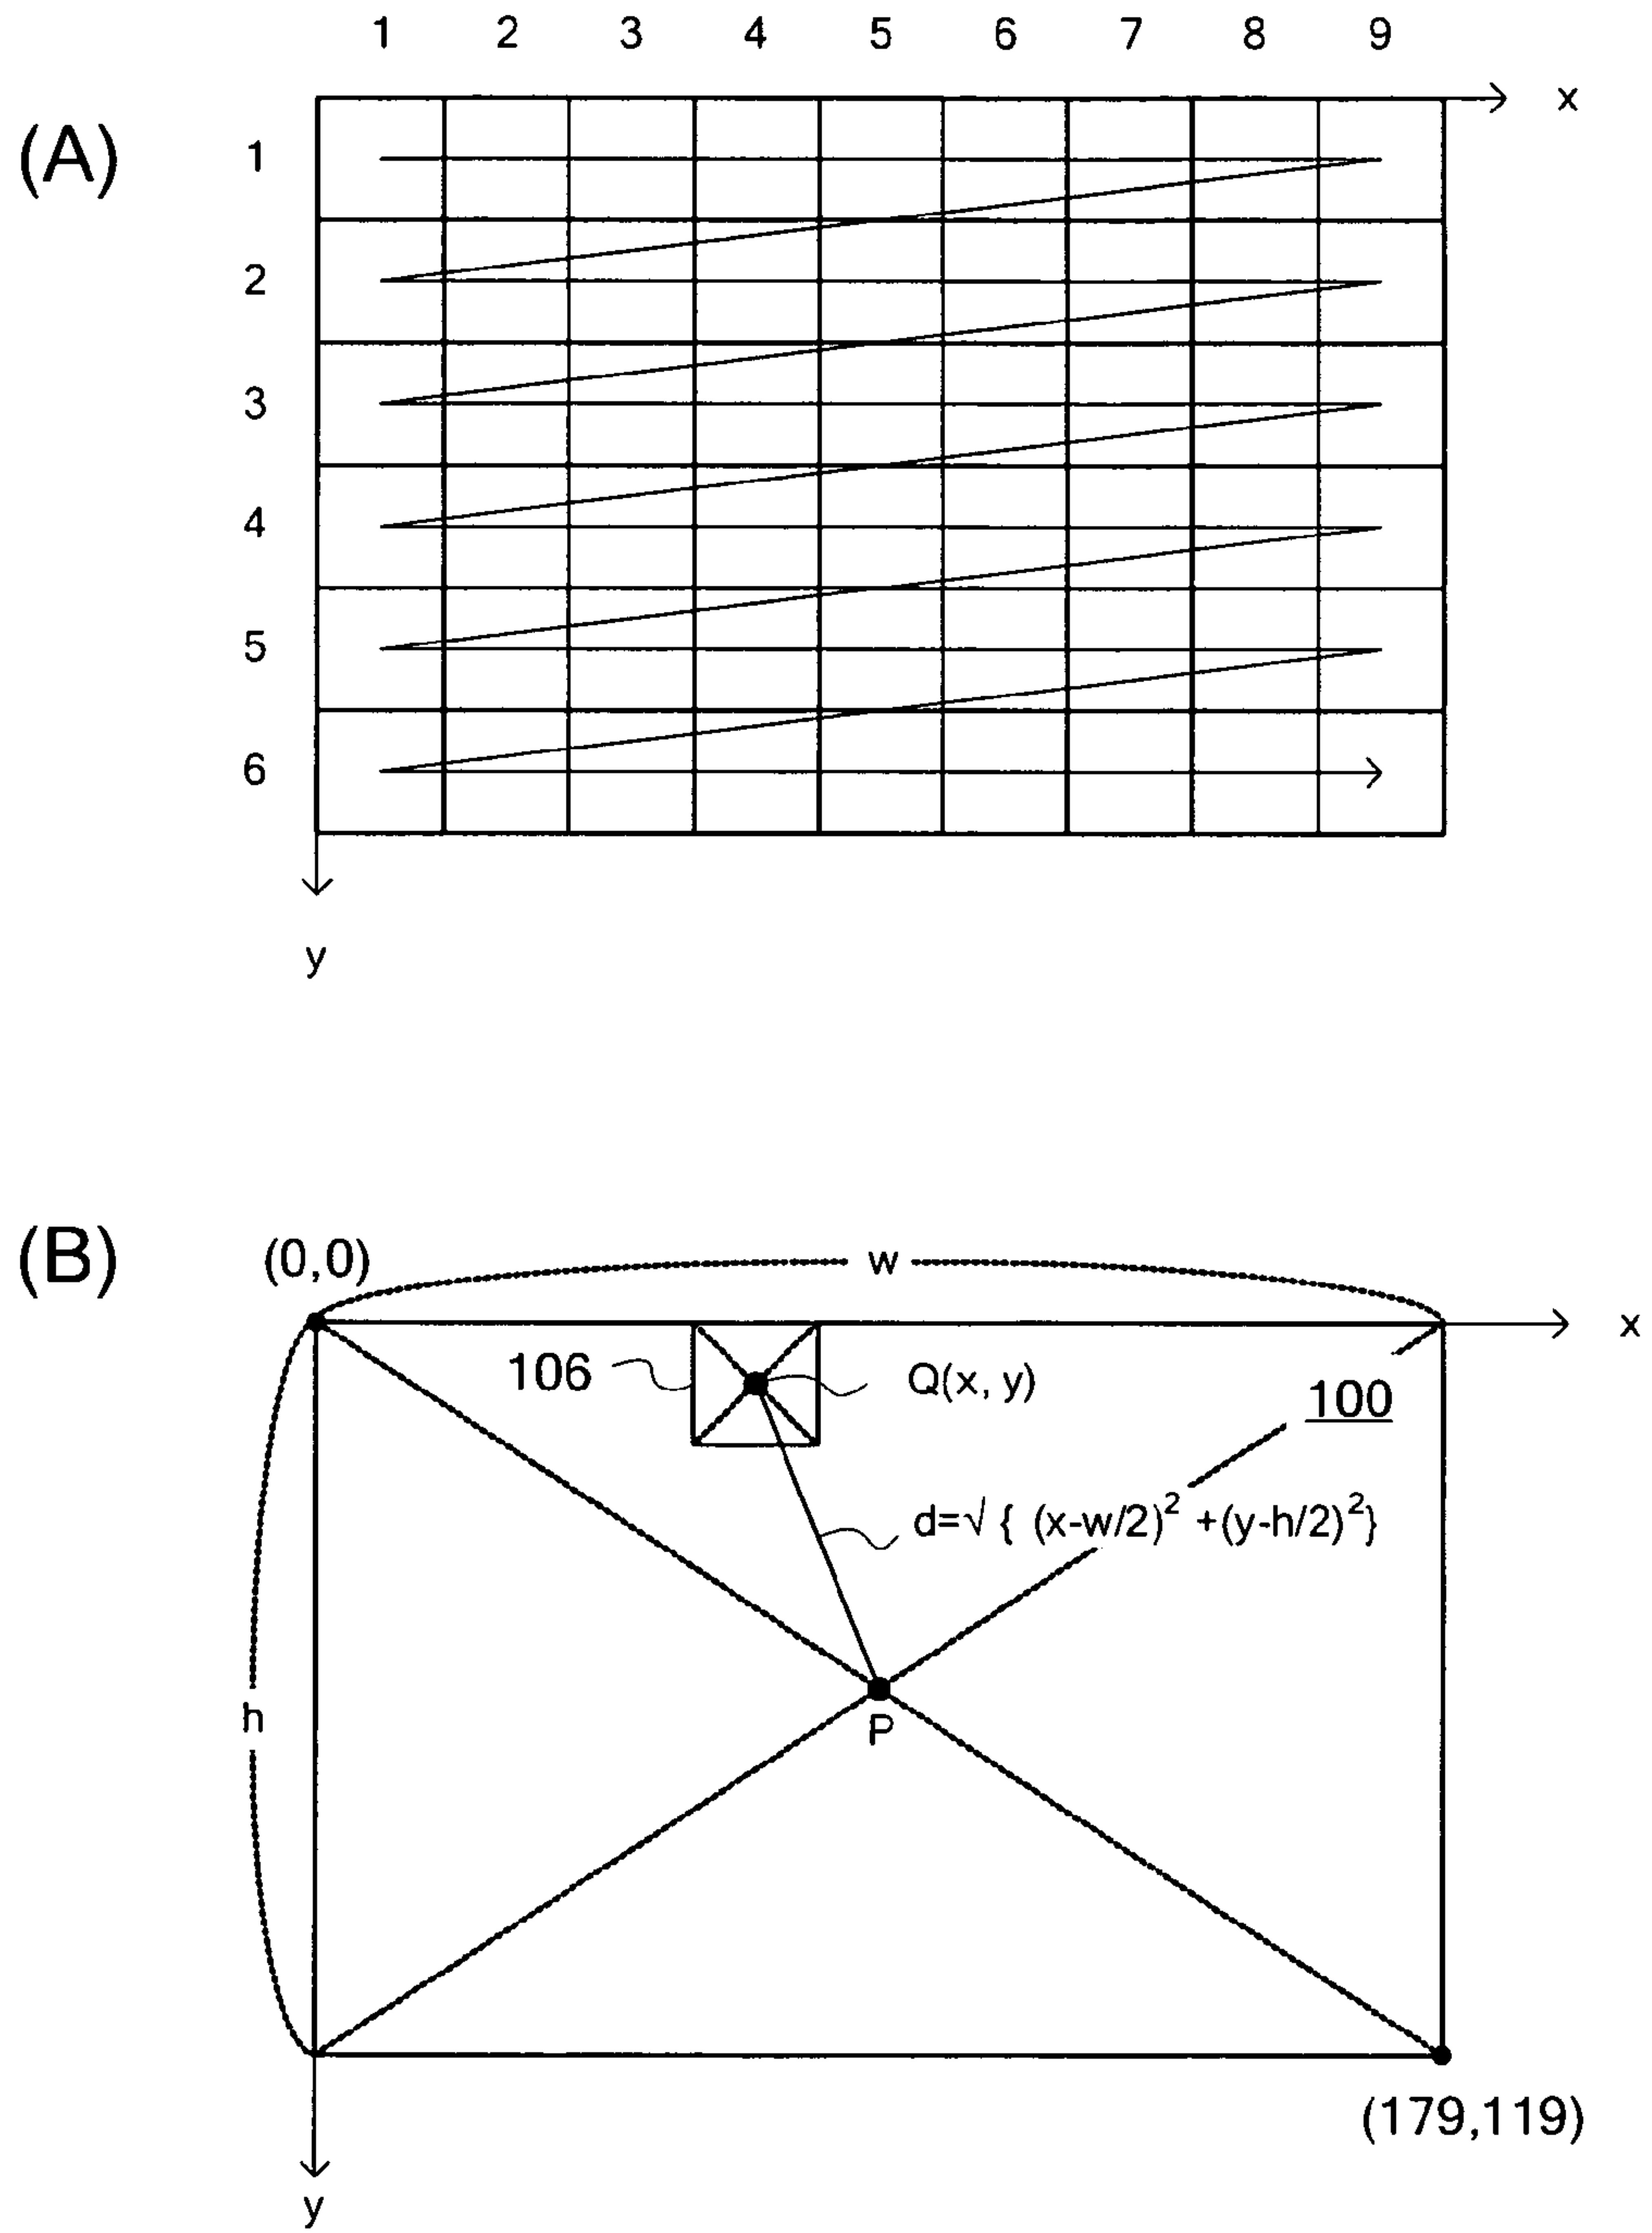 1 2 3 4 5 6 7 8 9
x
(A)
1
2
3
4
5
6
y
(B)
(0,0)
w
x
106
Q(x, y)
100
d=√{ (x-w/2)² +(y-h/2)²}
h
P
(179,119)
y